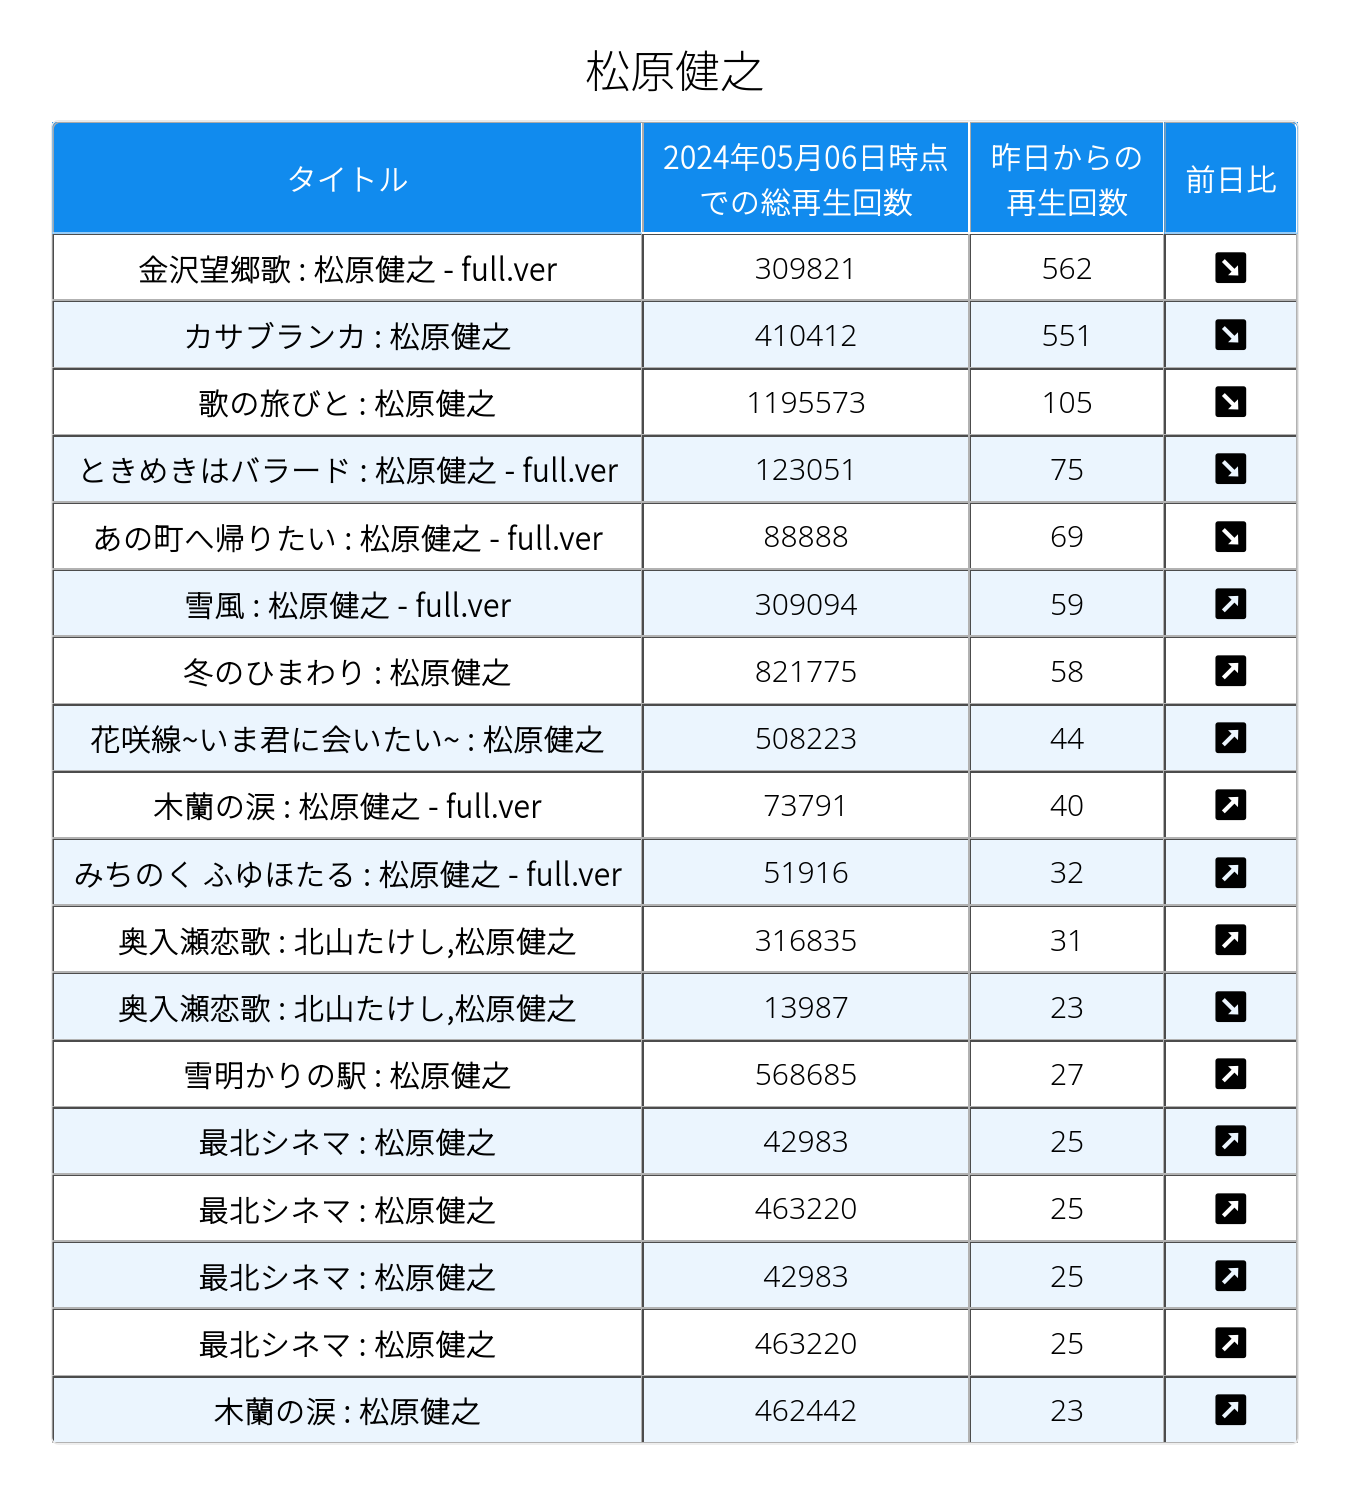 松原健之
タイトル 2024年05月06日時点 昨日からの 前日比
での総再生回数 再生回数
金沢望郷歌 : 松原健之 - full.ver 309821 562 ↘
カサブランカ : 松原健之 410412 551 ↘
歌の旅びと : 松原健之 1195573 105 ↘
ときめきはバラード : 松原健之 - full.ver 123051 75 ↘
あの町へ帰りたい : 松原健之 - full.ver 88888 69 ↘
雪風 : 松原健之 - full.ver 309094 59 ↗
冬のひまわり : 松原健之 821775 58 ↗
花咲線~いま君に会いたい~ : 松原健之 508223 44 ↗
木蘭の涙 : 松原健之 - full.ver 73791 40 ↗
みちのく ふゆほたる : 松原健之 - full.ver 51916 32 ↗
奥入瀬恋歌 : 北山たけし,松原健之 316835 31 ↗
奥入瀬恋歌 : 北山たけし,松原健之 13987 23 ↘
雪明かりの駅 : 松原健之 568685 27 ↗
最北シネマ : 松原健之 42983 25 ↗
最北シネマ : 松原健之 463220 25 ↗
最北シネマ : 松原健之 42983 25 ↗
最北シネマ : 松原健之 463220 25 ↗
木蘭の涙 : 松原健之 462442 23 ↗